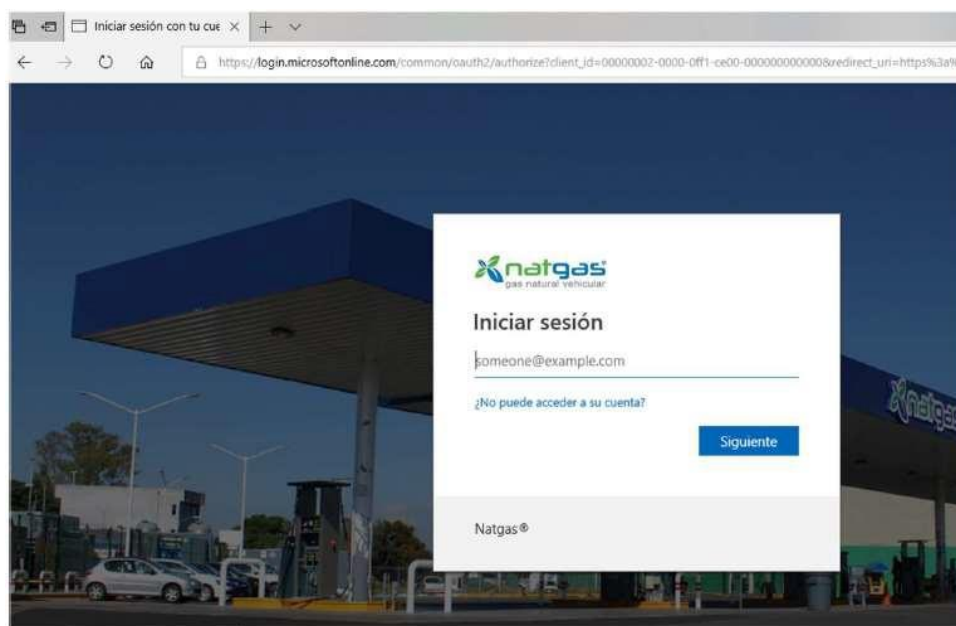 Iniciar sesión con tu cue
https://login.microsoftonline.com/common/oauth2/authorize?client_id=00000002-0000-0ff1-ce00-000000000000&redirect_uri=https%3a%
natgas
gas natural vehicular
Iniciar sesión
someone@example.com
¿No puede acceder a su cuenta?
Siguiente
natgas
Natgas®